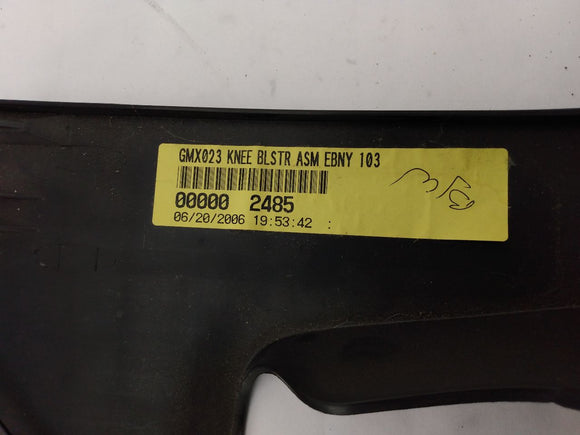 GMX023 KNEE BLSTR ASM EBNY 103
00000 2485
06/20/2006 19:53:42 :